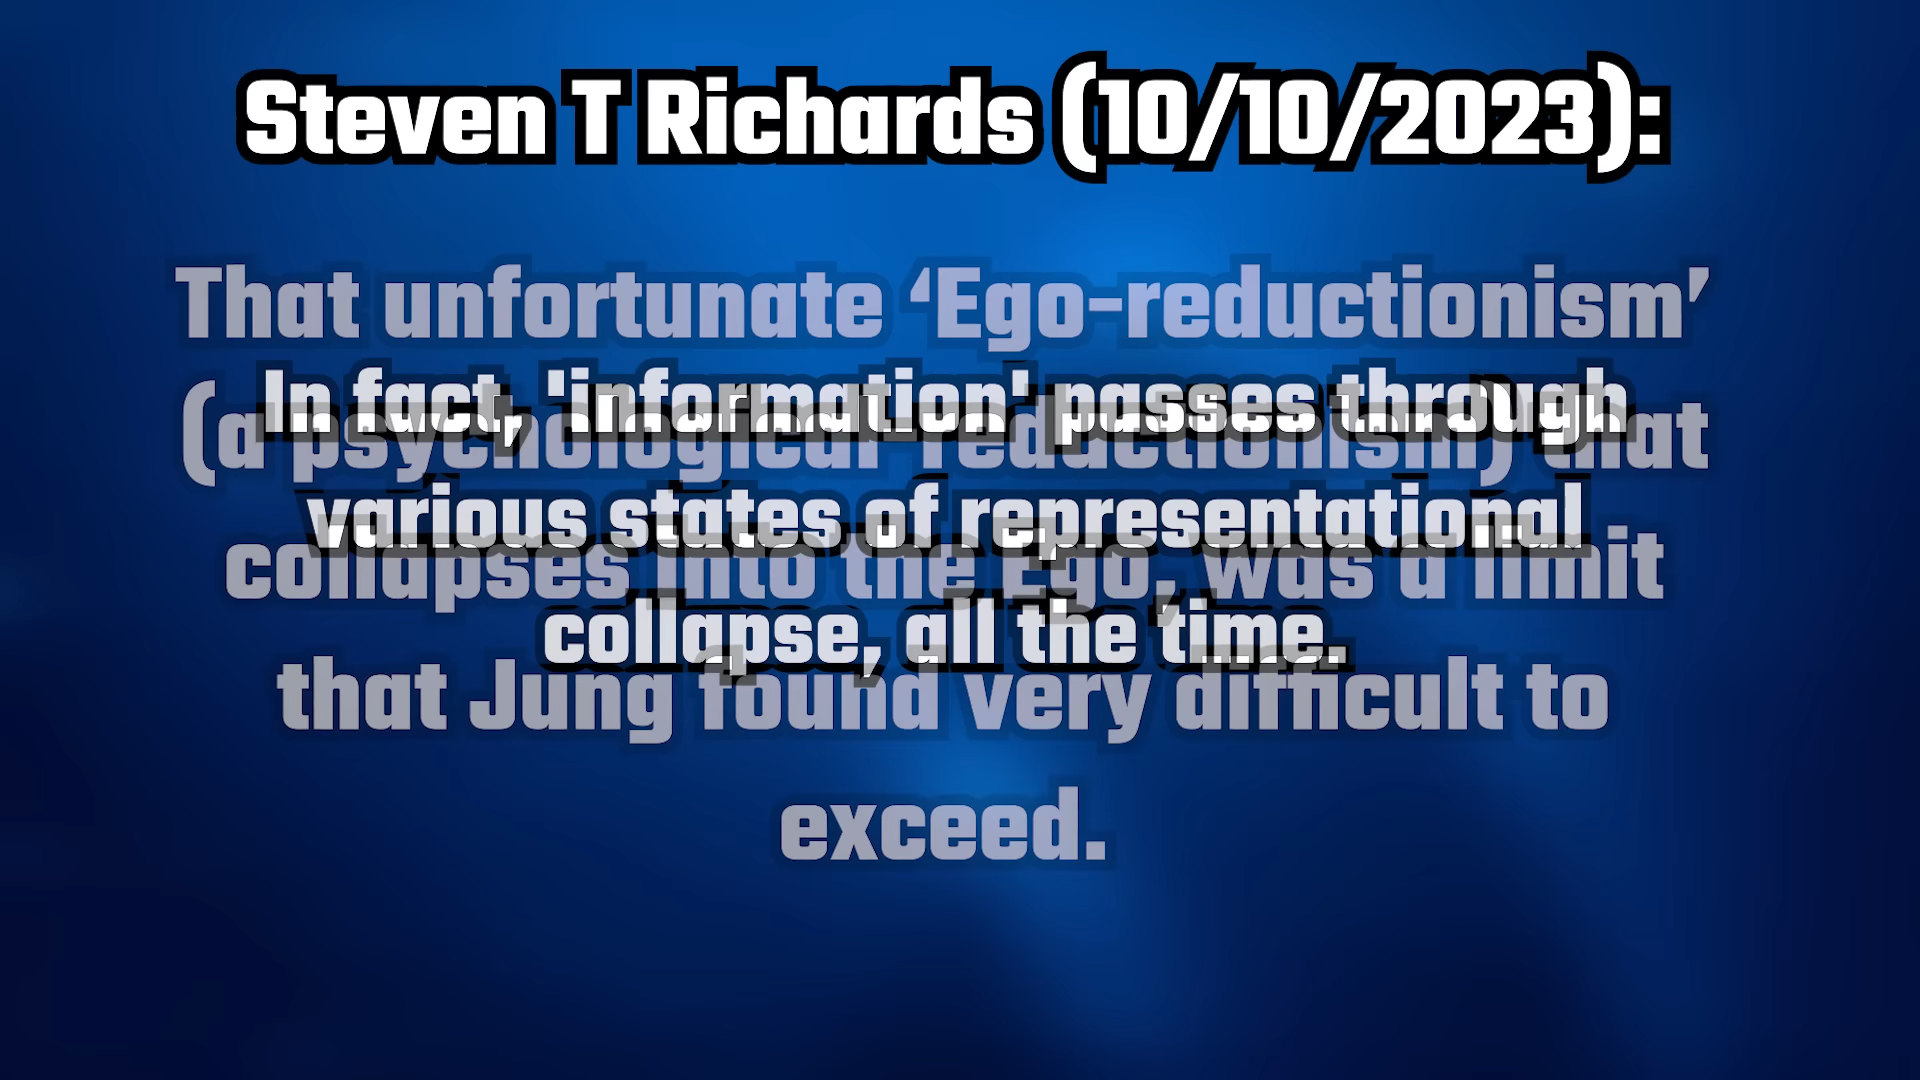 Steven T Richards (10/10/2023):
That unfortunate ‘Ego-reductionism’
(a psychological reductionism) that
collapses into the Ego, was a limit
that Jung found very difficult to
exceed.
In fact, 'information' passes through
various states of representational
collapse, all the time.